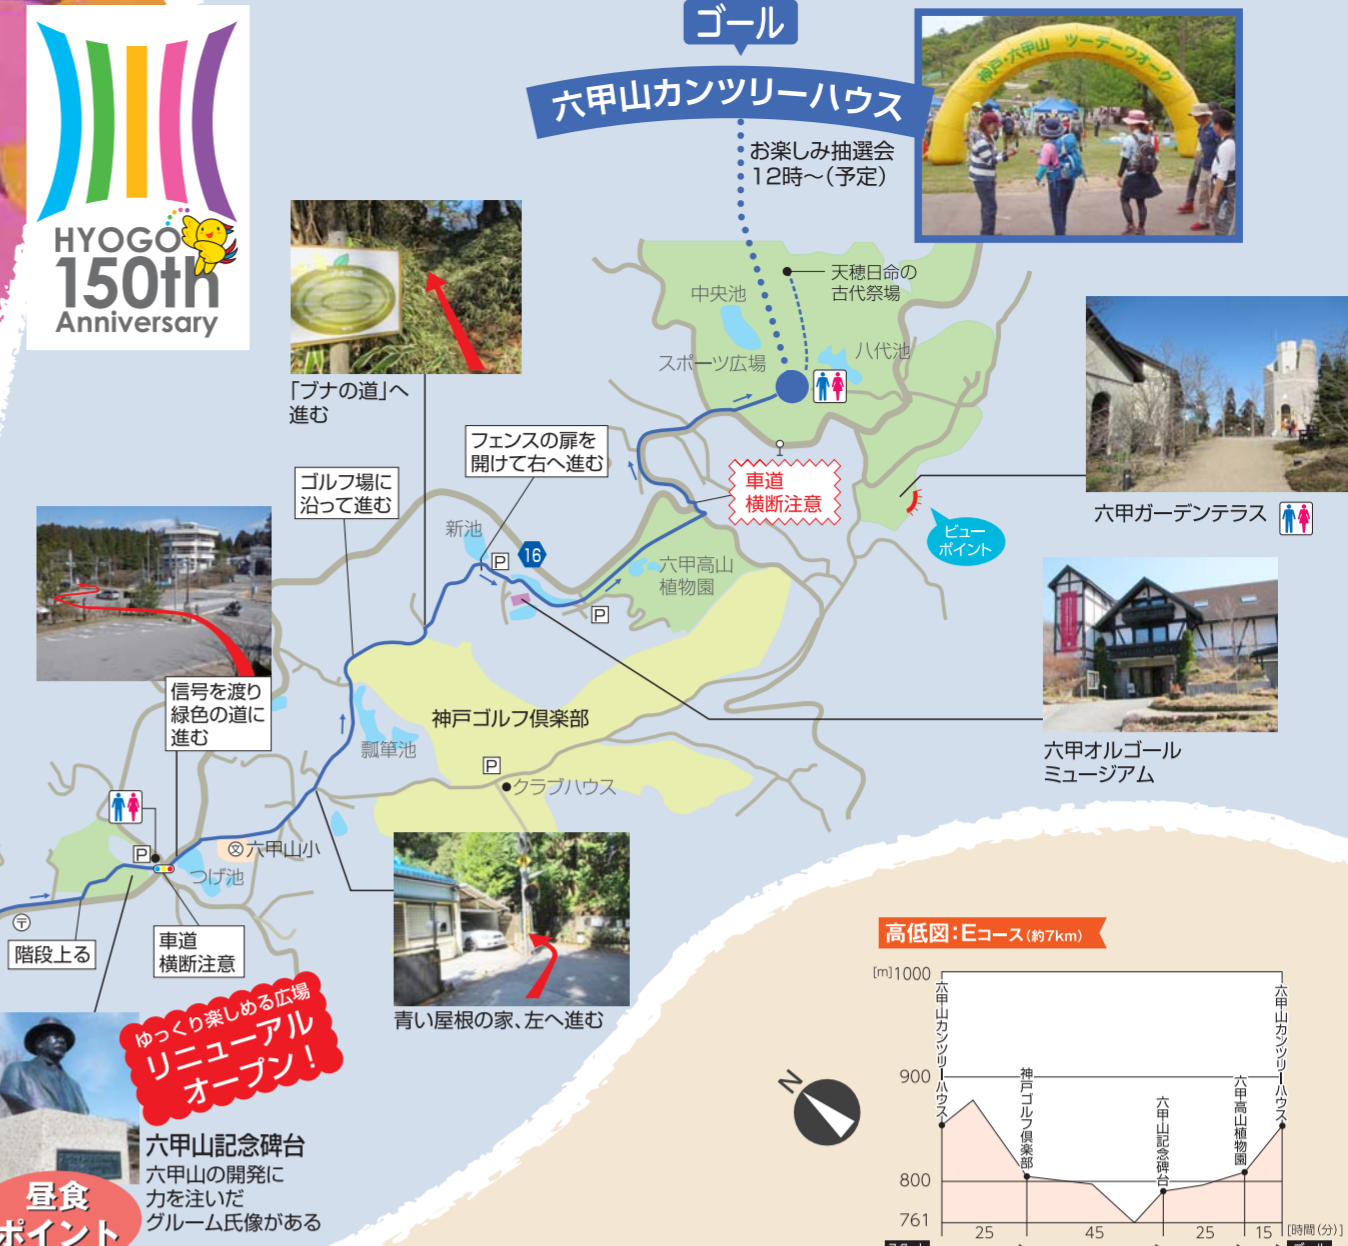 HYOGO
150th
Anniversary
ゴール
六甲山カンツリーハウス
お楽しみ抽選会
12時～(予定)
神戸・六甲山 ツーデーウオーク
天穂日命の
古代祭場
中央池
八代池
スポーツ広場
「ブナの道」へ
進む
フェンスの扉を
開けて右へ進む
ゴルフ場に
沿って進む
車道
横断注意
六甲ガーデンテラス
ビュー
ポイント
新池
P
16
六甲高山
植物園
P
信号を渡り
緑色の道に
進む
神戸ゴルフ倶楽部
瓢箪池
P
クラブハウス
六甲オルゴール
ミュージアム
文
六甲山小
P
つげ池
〒
階段上る
車道
横断注意
青い屋根の家、左へ進む
ゆっくり楽しめる広場
リニューアル
オープン！
六甲山記念碑台
六甲山の開発に
力を注いだ
グルーム氏像がある
昼食
ポイント
N
高低図：Eコース(約7km)
[m]1000
900
800
761
六甲山カンツリーハウス
神戸ゴルフ倶楽部
六甲山記念碑台
六甲高山植物園
六甲山カンツリーハウス
25 45 25 15 [時間(分)]